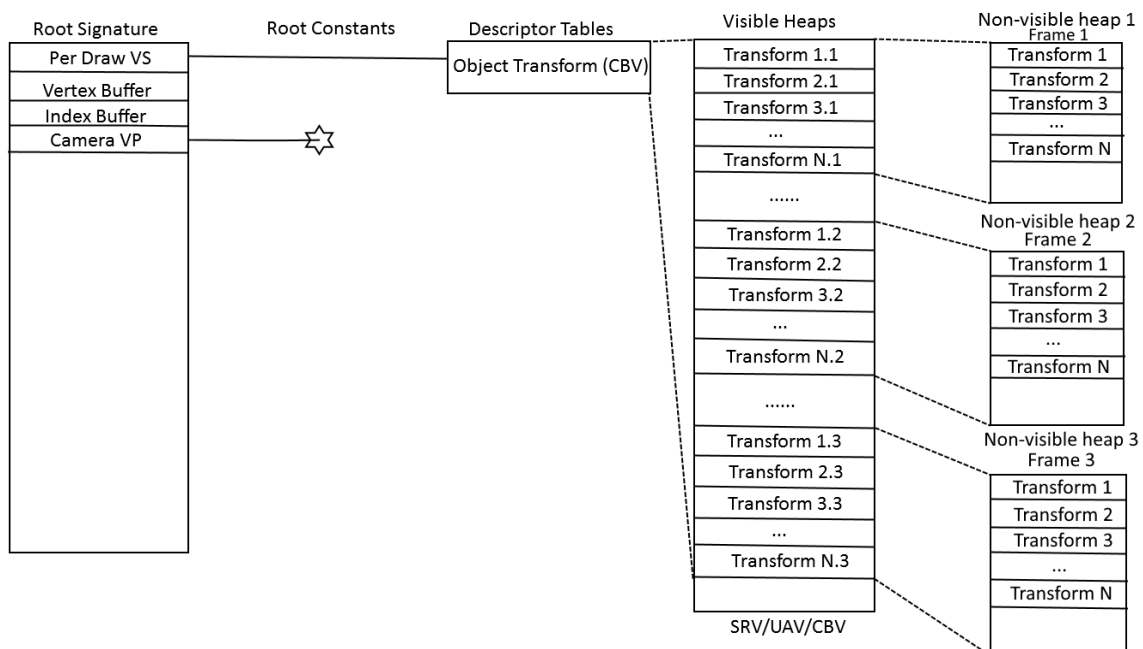 Root Signature
Per Draw VS
Vertex Buffer
Index Buffer
Camera VP
Root Constants
Descriptor Tables
Object Transform (CBV)
Visible Heaps
Transform 1.1
Transform 2.1
Transform 3.1
...
Transform N.1
......
Transform 1.2
Transform 2.2
Transform 3.2
...
Transform N.2
......
Transform 1.3
Transform 2.3
Transform 3.3
...
Transform N.3
SRV/UAV/CBV
Non-visible heap 1
Frame 1
Transform 1
Transform 2
Transform 3
...
Transform N
Non-visible heap 2
Frame 2
Transform 1
Transform 2
Transform 3
...
Transform N
Non-visible heap 3
Frame 3
Transform 1
Transform 2
Transform 3
...
Transform N